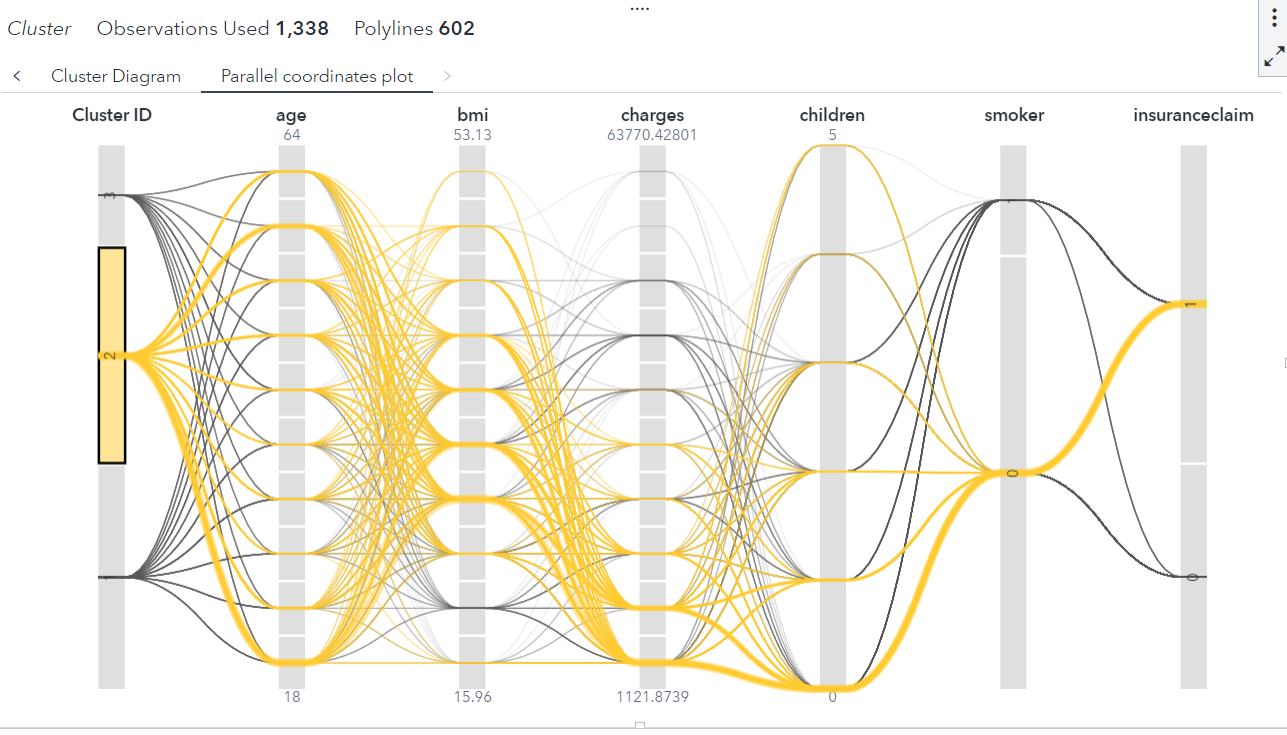 Cluster Observations Used 1,338 Polylines 602
Cluster Diagram Parallel coordinates plot
Cluster ID age bmi charges children smoker insuranceclaim
64 53.13 63770.42801 5
3
1
1
2
0
1
0
18 15.96 1121.8739 0